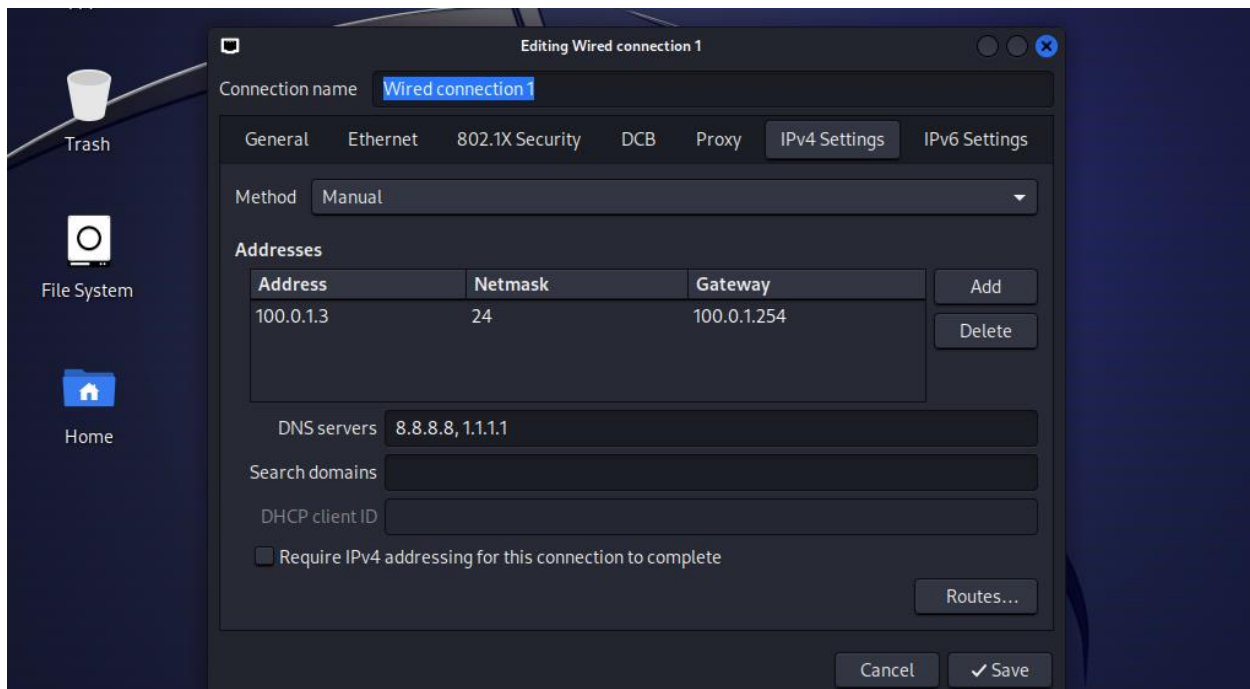 Editing Wired connection 1
Connection name Wired connection 1
General Ethernet 802.1X Security DCB Proxy IPv4 Settings IPv6 Settings
Trash
Method Manual
Addresses
Address Netmask Gateway Add
100.0.1.3 24 100.0.1.254
Delete
File System
DNS servers 8.8.8.8, 1.1.1.1
Home
Search domains
DHCP client ID
Require IPv4 addressing for this connection to complete
Routes...
Cancel Save